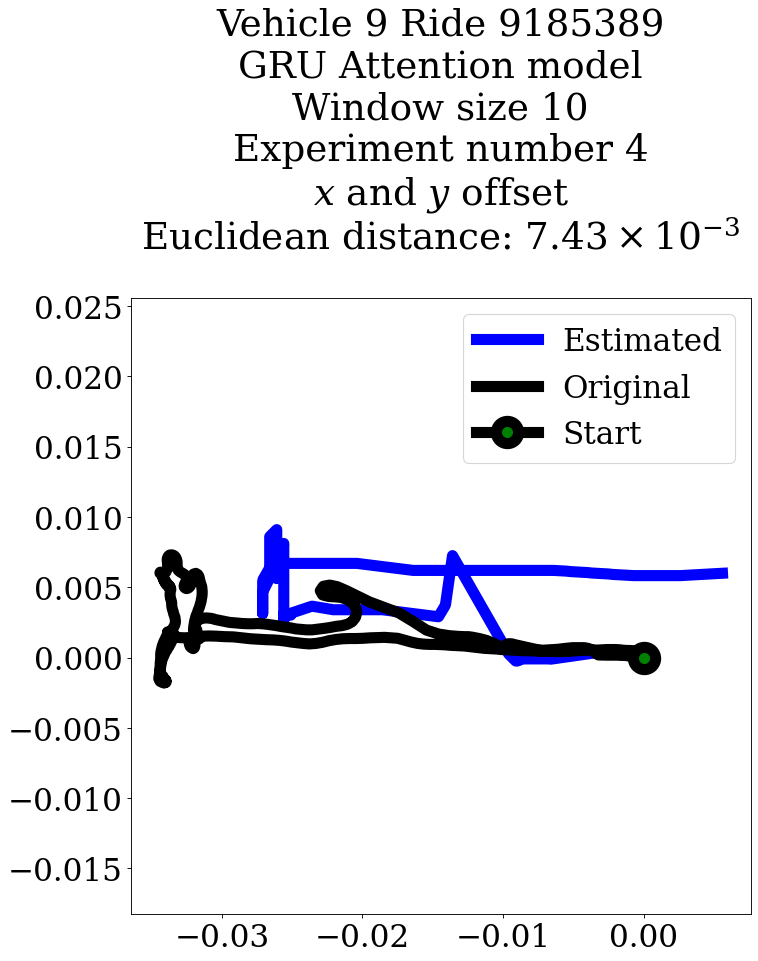 Vehicle 9 Ride 9185389
GRU Attention model
Window size 10
Experiment number 4
x and y offset
Euclidean distance: 7.43 × 10⁻³
0.025
0.020
0.015
0.010
0.005
0.000
−0.005
−0.010
−0.015
Estimated
Original
Start
−0.03 −0.02 −0.01 0.00